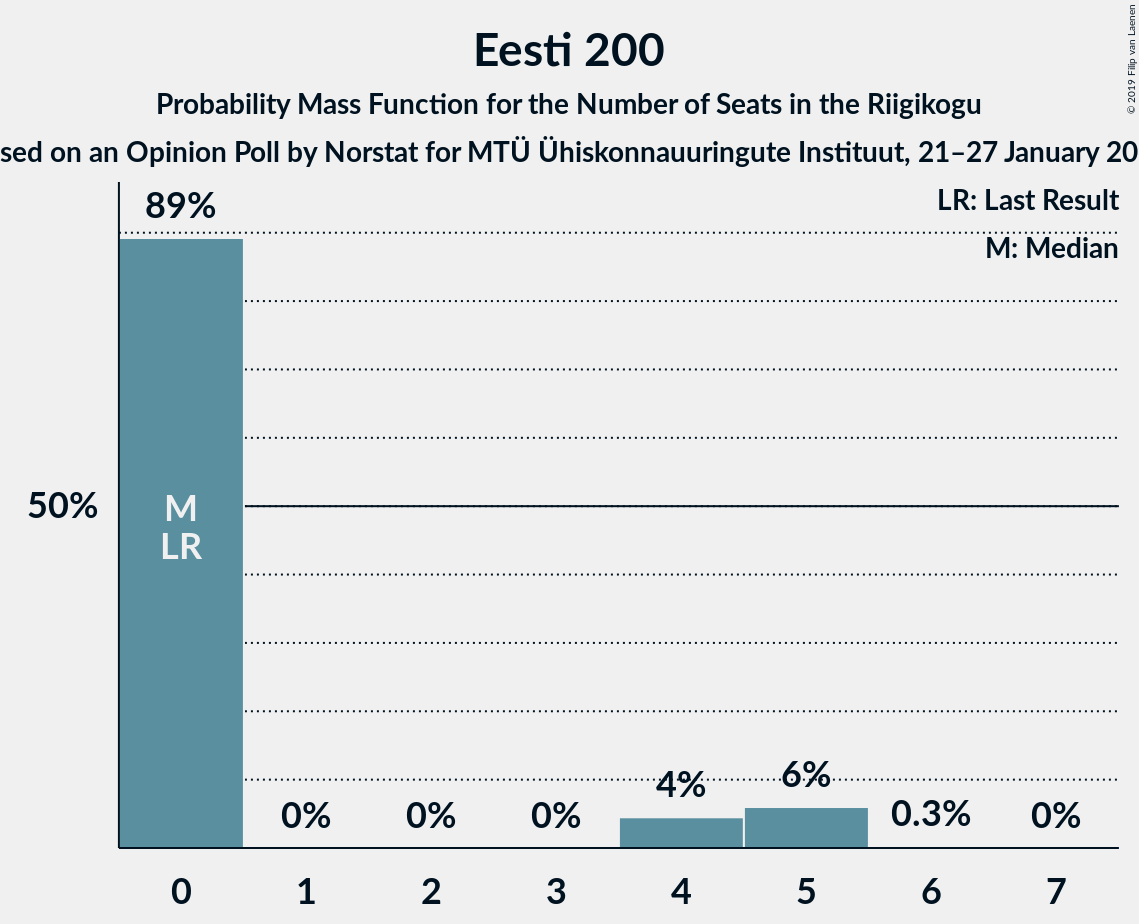 Eesti 200
Probability Mass Function for the Number of Seats in the Riigikogu
sed on an Opinion Poll by Norstat for MTÜ Ühiskonnauuringute Instituut, 21–27 January 20
© 2019 Filip van Laenen
LR: Last Result
M: Median
89%
50%
M
LR
0% 0% 0% 4% 6% 0.3% 0%
0 1 2 3 4 5 6 7